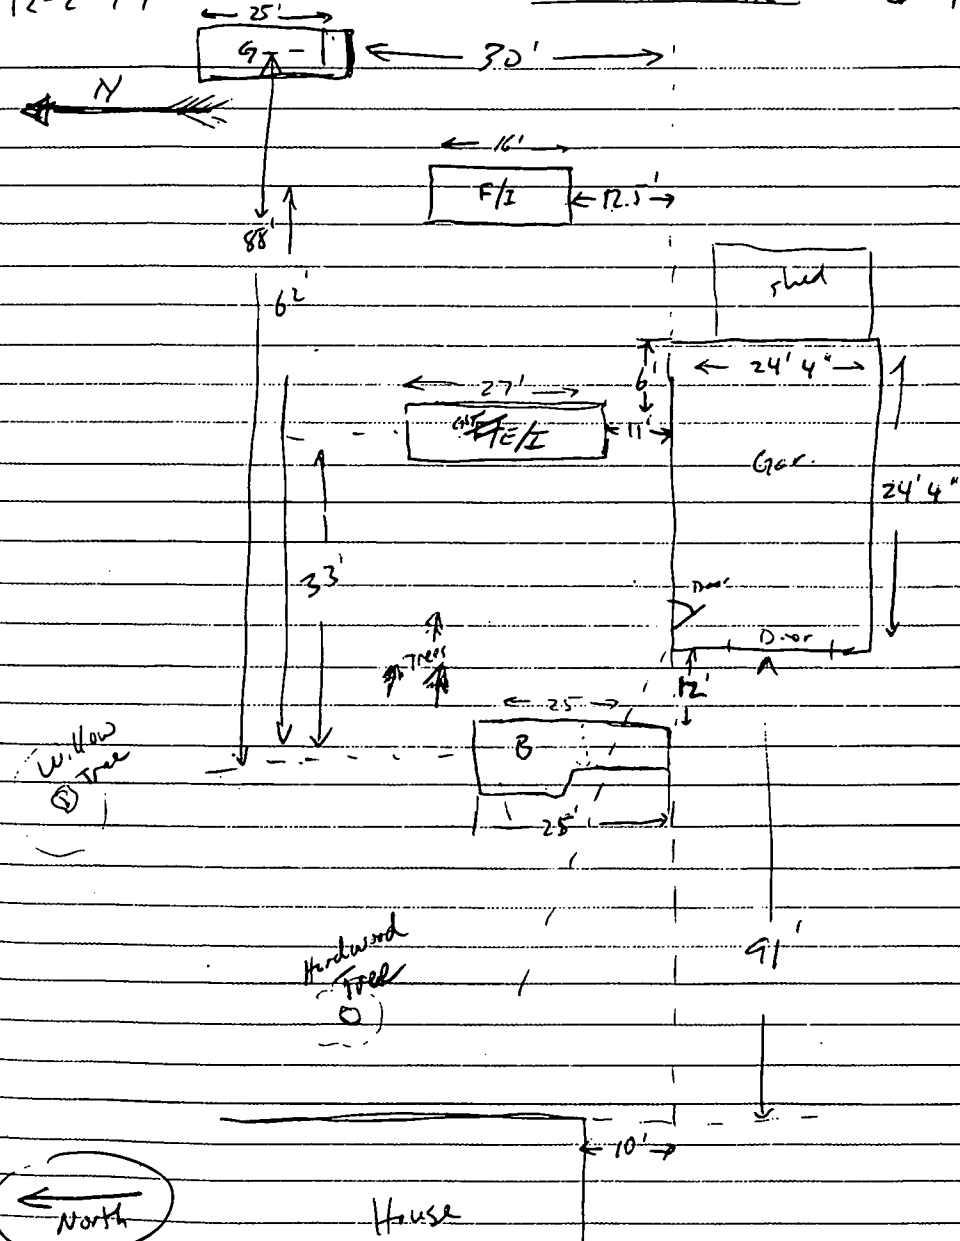 25'
G
30'
N
16'
F/I
12.5'
88'
62'
shed
6'
24' 4"
27'
E/I
11'
Gar.
24' 4"
33'
Door
Door
A
Trees
12'
25
B
Willow
Tree
25'
91'
Hardwood
Tree
10'
North
House